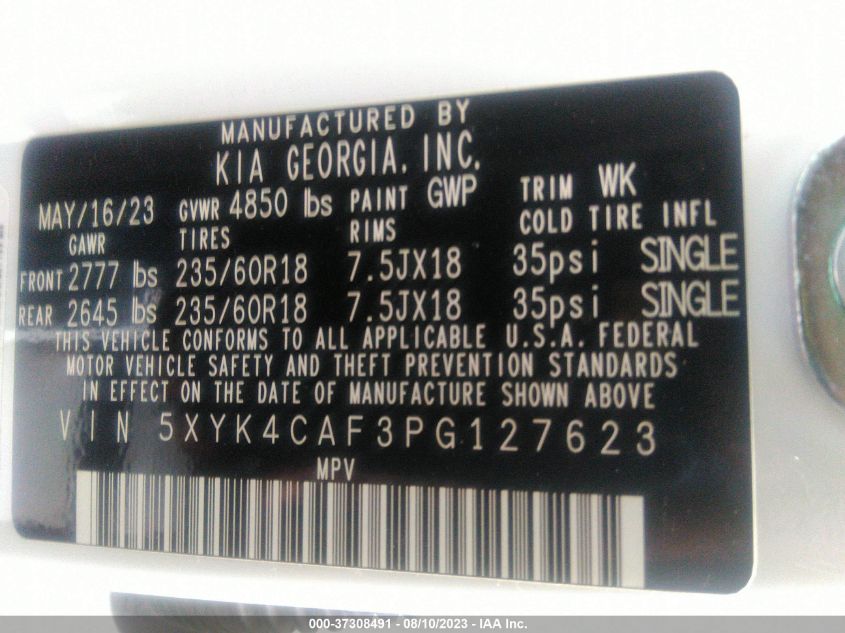 MANUFACTURED BY
KIA GEORGIA, INC.
MAY/16/23 GVWR 4850 lbs PAINT GWP TRIM WK
GAWR TIRES RIMS COLD TIRE INFL
FRONT 2777 lbs 235/60R18 7.5JX18 35psi SINGLE
REAR 2645 lbs 235/60R18 7.5JX18 35psi SINGLE
THIS VEHICLE CONFORMS TO ALL APPLICABLE U.S.A. FEDERAL
MOTOR VEHICLE SAFETY AND THEFT PREVENTION STANDARDS
IN EFFECT ON THE DATE OF MANUFACTURE SHOWN ABOVE
VIN 5XYK4CAF3PG127623
MPV
000-37308491 - 08/10/2023 - IAA Inc.